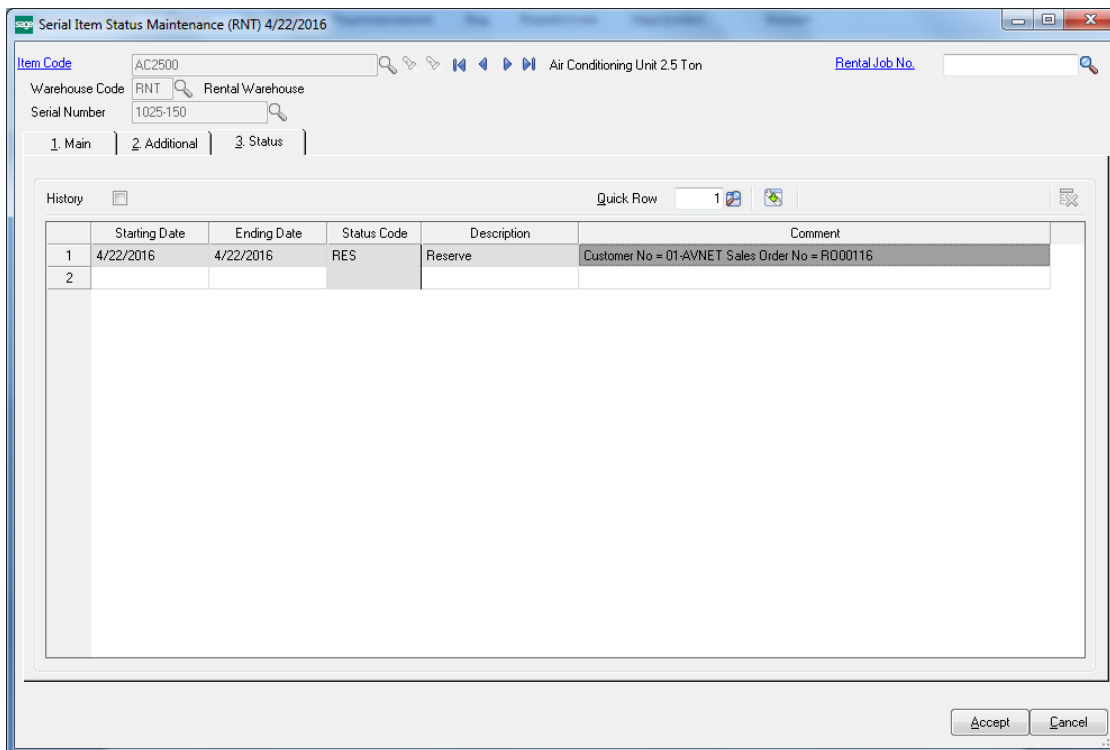 sage Serial Item Status Maintenance (RNT) 4/22/2016
Item Code AC2500 Air Conditioning Unit 2.5 Ton Rental Job No.
Warehouse Code RNT Rental Warehouse
Serial Number 1025-150
1. Main 2. Additional 3. Status
History Quick Row 1
Starting Date Ending Date Status Code Description Comment
1 4/22/2016 4/22/2016 RES Reserve Customer No = 01-AVNET Sales Order No = RO00116
2
Accept Cancel